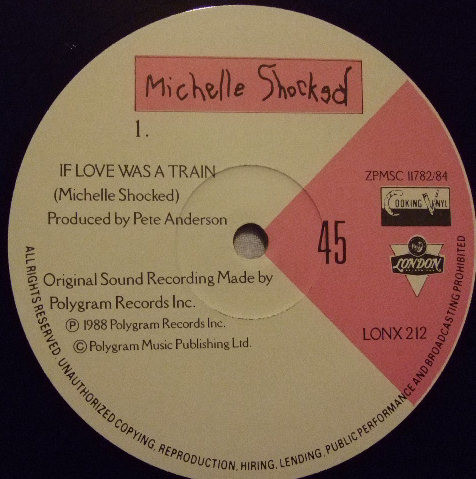 Michelle Shocked
1.
IF LOVE WAS A TRAIN
(Michelle Shocked)
Produced by Pete Anderson
ZPMSC 11782/84
COOKING VINYL
LONDON
45
LONX 212
Original Sound Recording Made by
Polygram Records Inc.
Ⓟ 1988 Polygram Records Inc.
© Polygram Music Publishing Ltd.
ALL RIGHTS RESERVED. UNAUTHORIZED COPYING, REPRODUCTION, HIRING, LENDING, PUBLIC PERFORMANCE AND BROADCASTING PROHIBITED